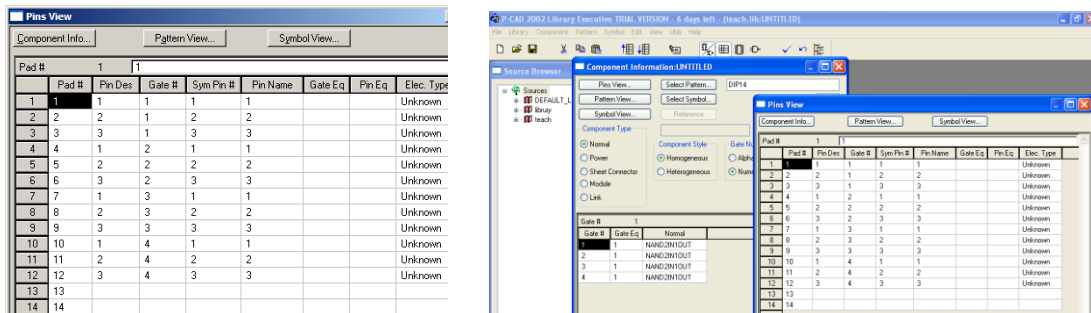 Pins View
Component Info... Pattern View... Symbol View...
Pad # 1 1
Pad # Pin Des Gate # Sym Pin # Pin Name Gate Eq Pin Eq Elec. Type
1 1 1 1 1 1 Unknown
2 2 2 1 2 2 Unknown
3 3 3 1 3 3 Unknown
4 4 1 2 1 1 Unknown
5 5 2 2 2 2 Unknown
6 6 3 2 3 3 Unknown
7 7 1 3 1 1 Unknown
8 8 2 3 2 2 Unknown
9 9 3 3 3 3 Unknown
10 10 1 4 1 1 Unknown
11 11 2 4 2 2 Unknown
12 12 3 4 3 3 Unknown
13 13
14 14
P-CAD 2002 Library Executive TRIAL VERSION - 6 days left - (teach.lib:UNTITLED)
File Library Component Pattern Symbol Edit View Utils Help
Source Browser
Sources
DEFAULT_L
library
teach
Component Information:UNTITLED
Pins View... Select Pattern... DIP14
Pattern View... Select Symbol...
Symbol View... Reference
Component Type
Normal
Power
Sheet Connector
Module
Link
Component Style
Homogeneous
Heterogeneous
Gate Nu
Alpha
Nume
Gate # 1
Gate # Gate Eq Normal
1 1 NAND2IN1OUT
2 1 NAND2IN1OUT
3 1 NAND2IN1OUT
4 1 NAND2IN1OUT
Pins View
Component Info... Pattern View... Symbol View...
Pad # 1 1
Pad # Pin Des Gate # Sym Pin # Pin Name Gate Eq Pin Eq Elec. Type
1 1 1 1 1 1 Unknown
2 2 2 1 2 2 Unknown
3 3 3 1 3 3 Unknown
4 4 1 2 1 1 Unknown
5 5 2 2 2 2 Unknown
6 6 3 2 3 3 Unknown
7 7 1 3 1 1 Unknown
8 8 2 3 2 2 Unknown
9 9 3 3 3 3 Unknown
10 10 1 4 1 1 Unknown
11 11 2 4 2 2 Unknown
12 12 3 4 3 3 Unknown
13 13
14 14